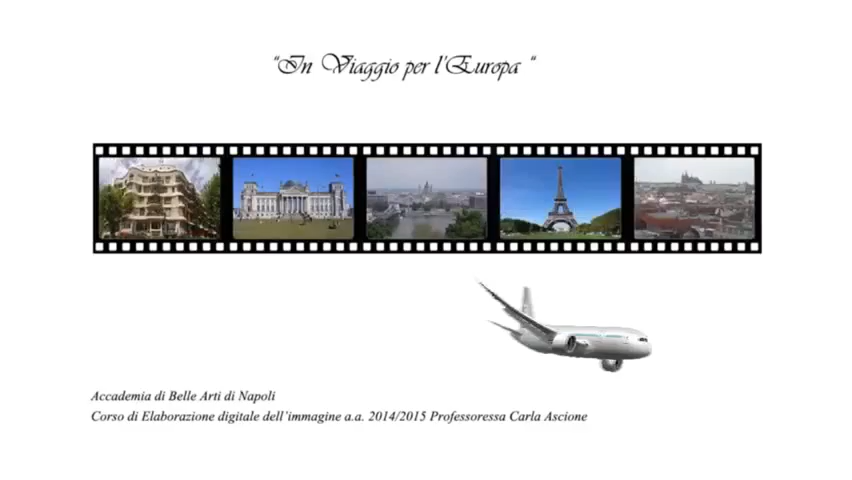 “In Viaggio per l’Europa “
Accademia di Belle Arti di Napoli
Corso di Elaborazione digitale dell’immagine a.a. 2014/2015 Professoressa Carla Ascione